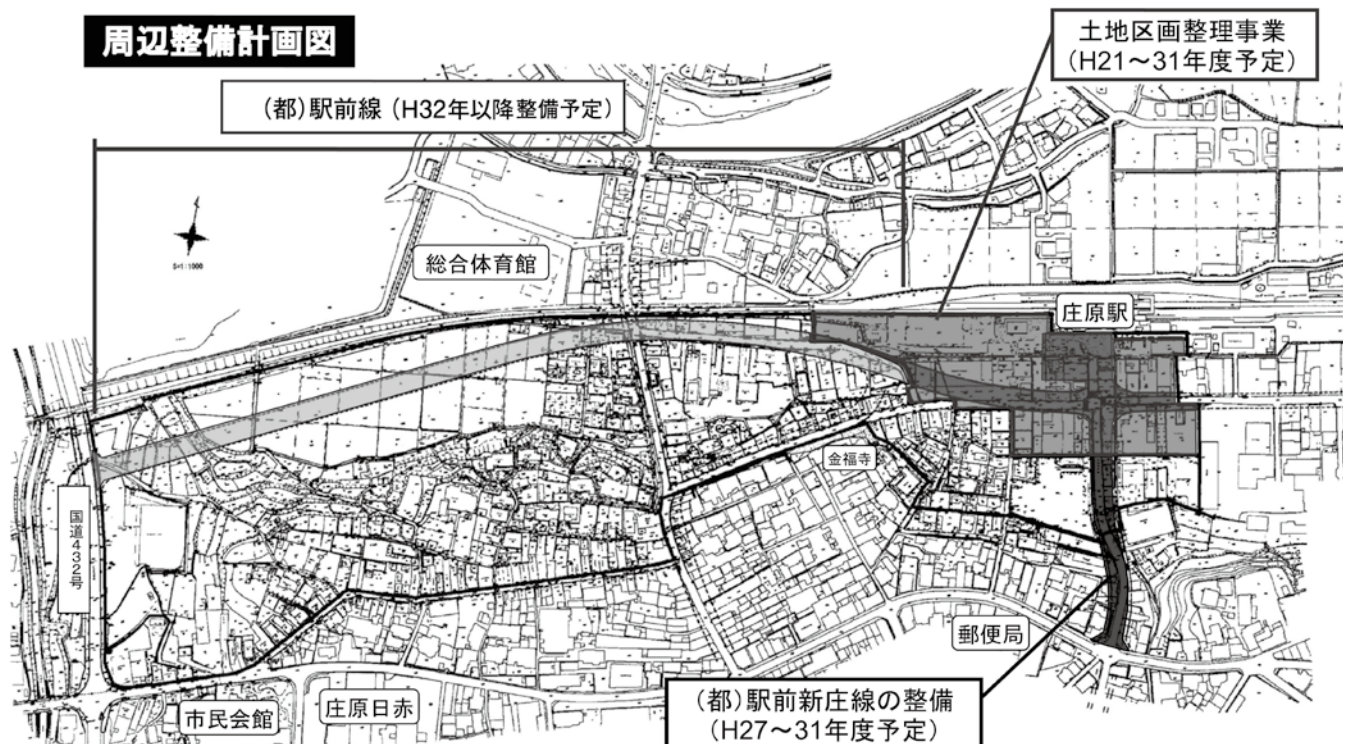 周辺整備計画図
土地区画整理事業
(H21～31年度予定)
(都)駅前線 (H32年以降整備予定)
S=1:1000
総合体育館
庄原駅
金福寺
国道432号
郵便局
(都)駅前新庄線の整備
(H27～31年度予定)
市民会館
庄原日赤